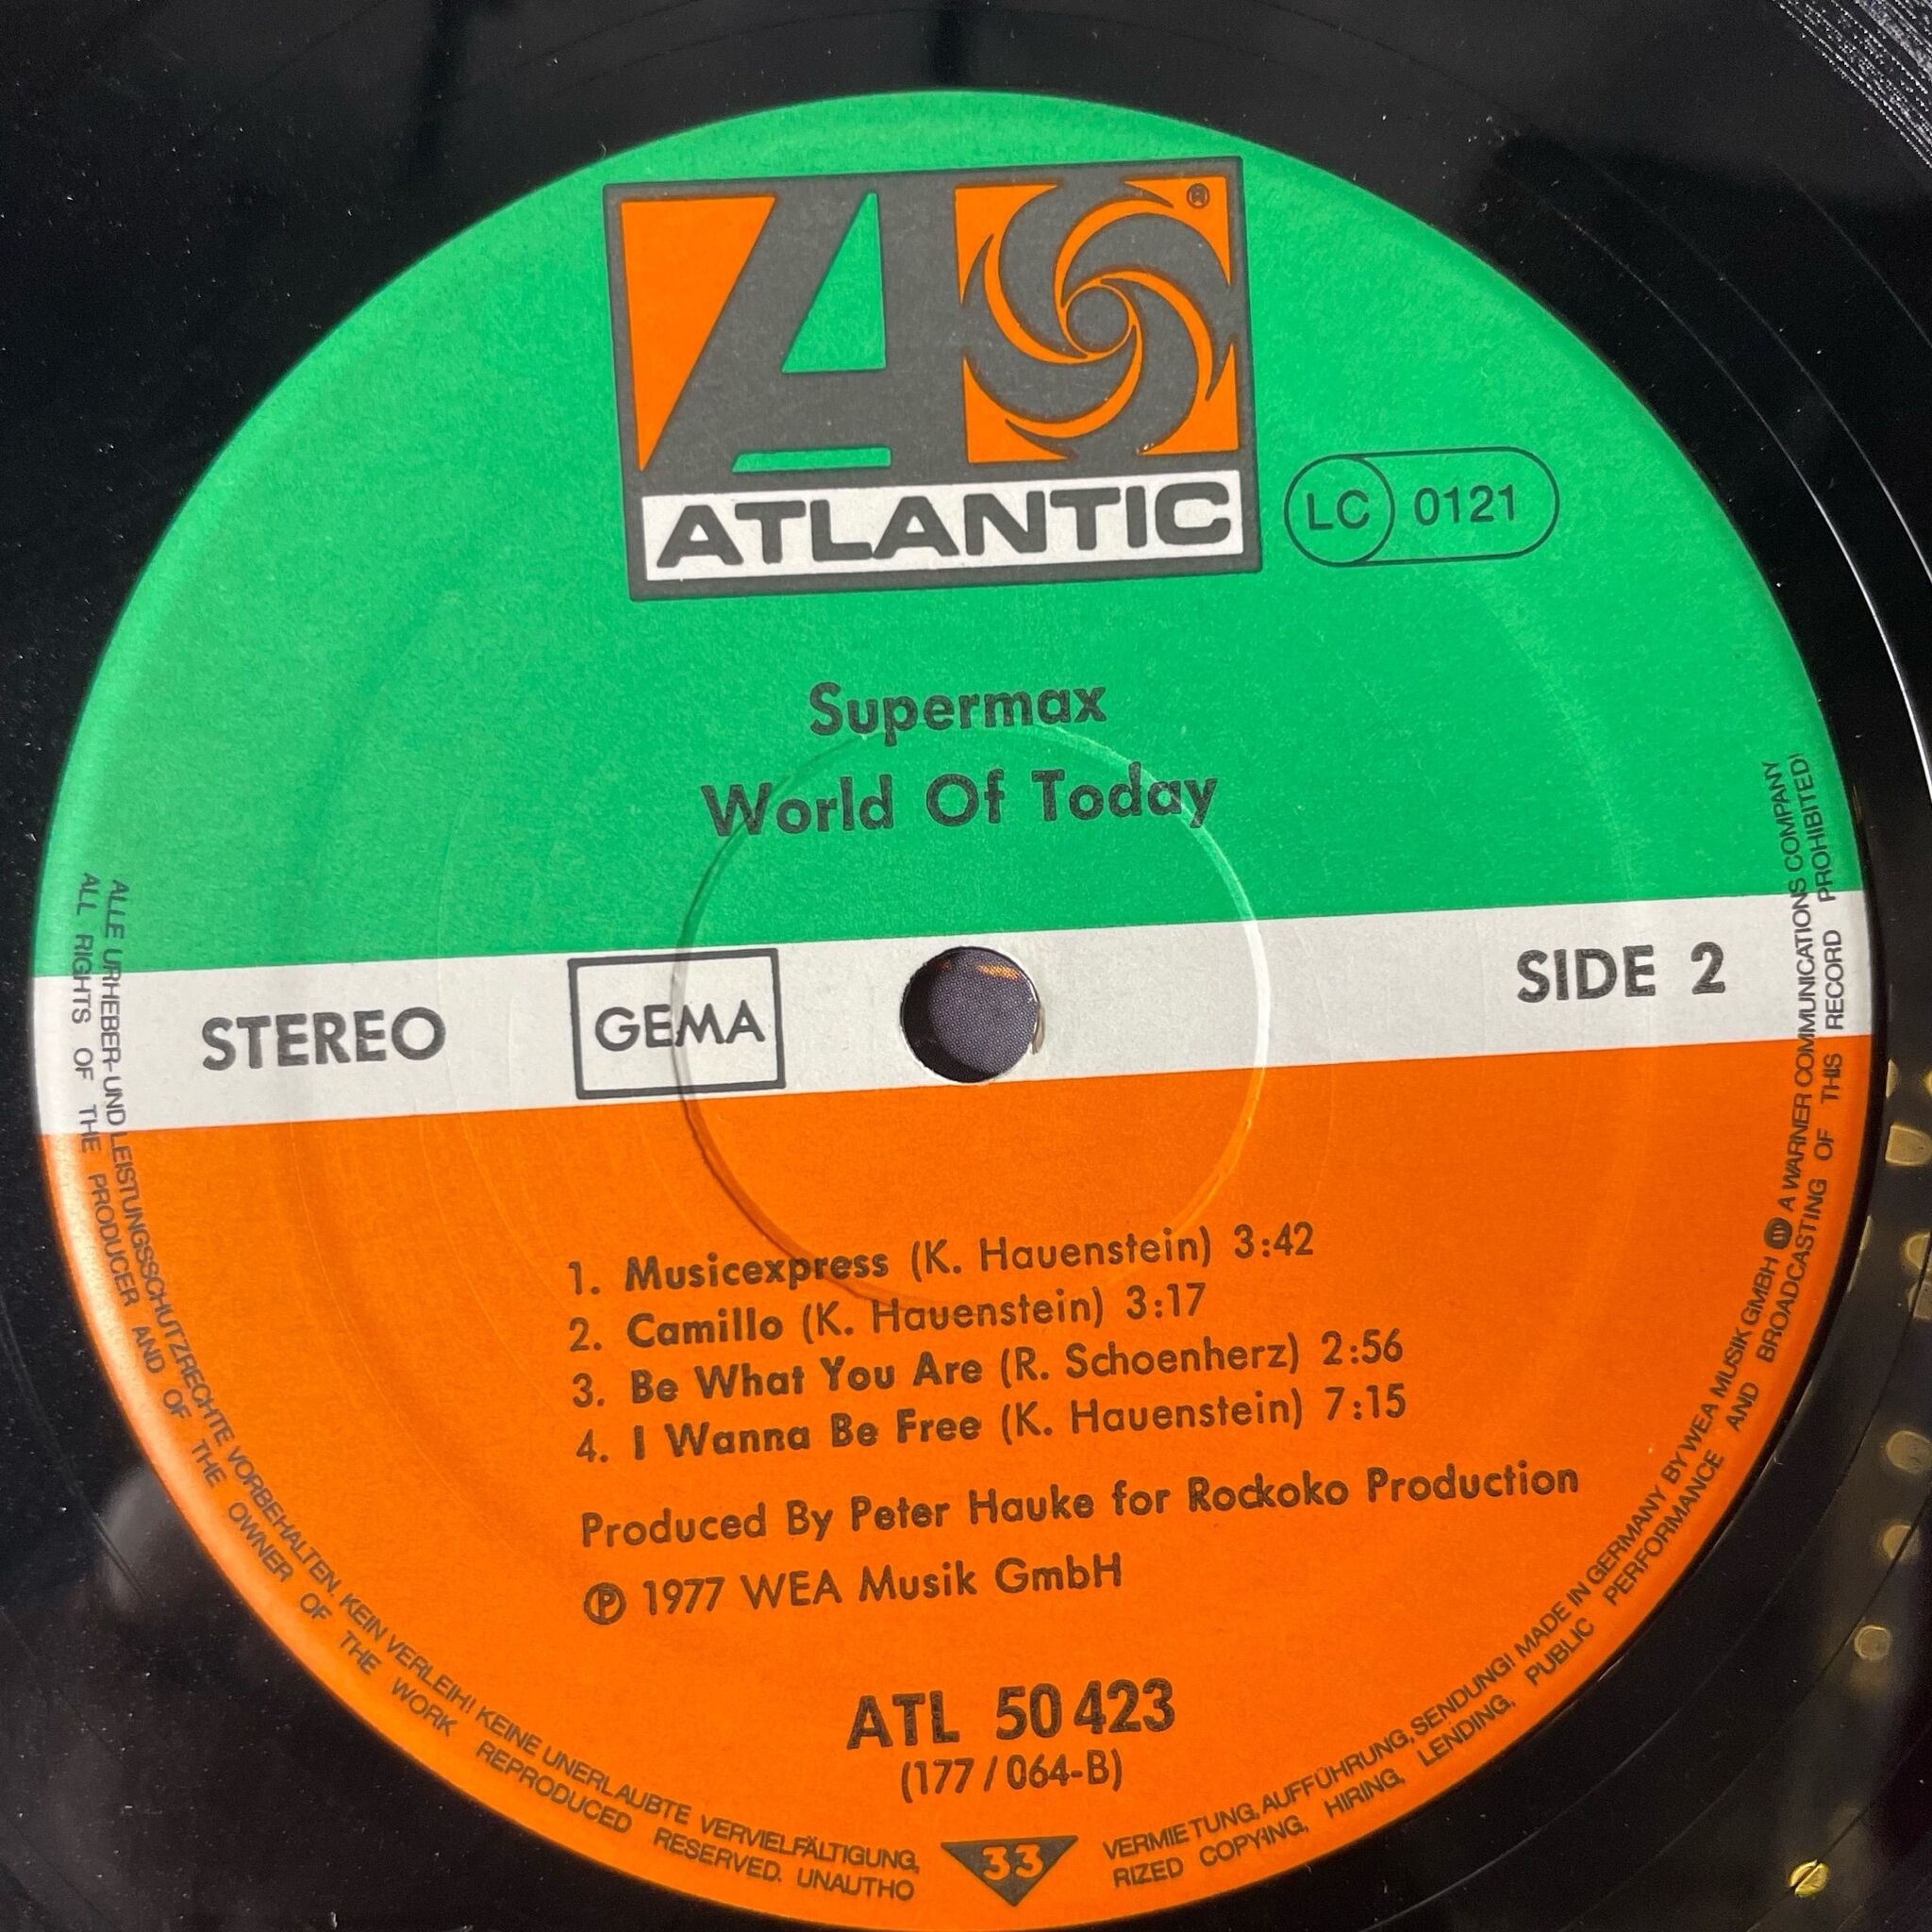 ®
ATLANTIC
LC 0121
Supermax
World Of Today
STEREO GEMA SIDE 2
1. Musicexpress (K. Hauenstein) 3:42
2. Camillo (K. Hauenstein) 3:17
3. Be What You Are (R. Schoenherz) 2:56
4. I Wanna Be Free (K. Hauenstein) 7:15
Produced By Peter Hauke for Rockoko Production
℗ 1977 WEA Musik GmbH
ATL 50 423
(177/064-B)
33
ALLE URHEBER- UND LEISTUNGSSCHUTZRECHTE VORBEHALTEN. KEIN VERLEIH! KEINE UNERLAUBTE VERVIELFÄLTIGUNG, VERMIETUNG, AUFFÜHRUNG, SENDUNG! MADE IN GERMANY BY WEA MUSIK GMBH A WARNER COMMUNICATIONS COMPANY
ALL RIGHTS OF THE PRODUCER AND OF THE OWNER OF THE WORK REPRODUCED RESERVED. UNAUTHORIZED COPYING, HIRING, LENDING, PUBLIC PERFORMANCE AND BROADCASTING OF THIS RECORD PROHIBITED!